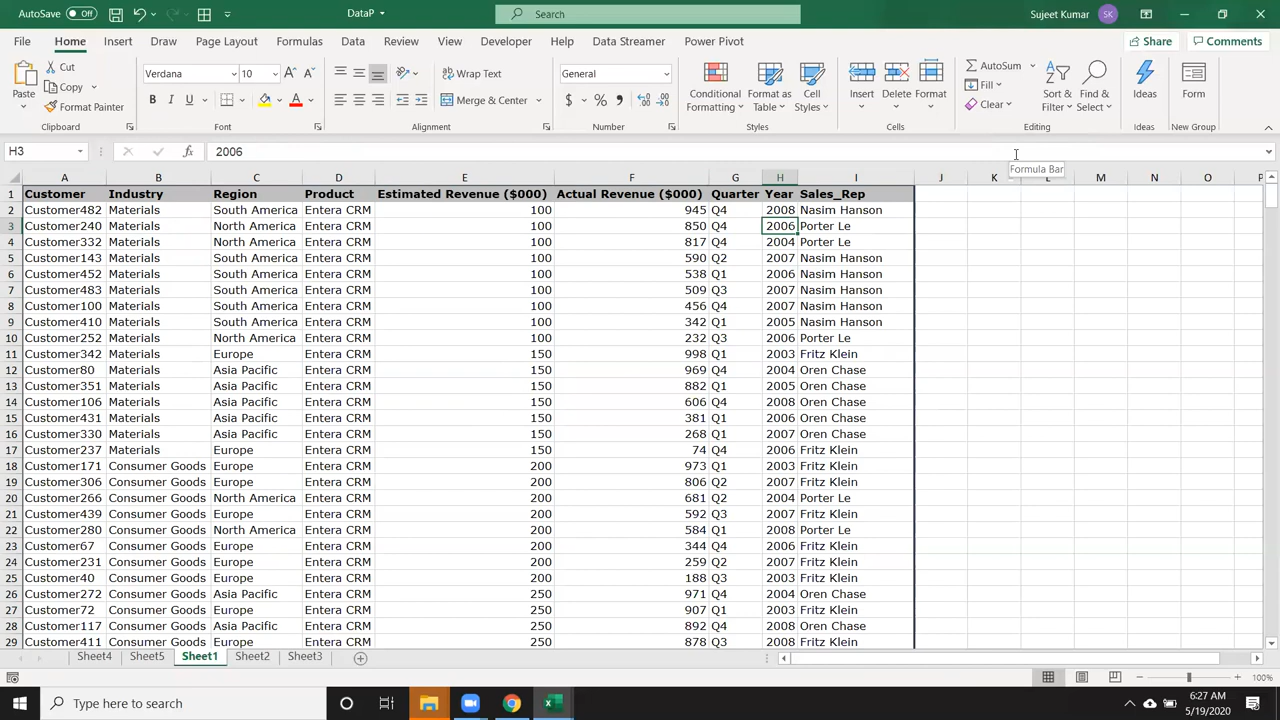 AutoSave Off DataP Search Sujeet Kumar SK
File Home Insert Draw Page Layout Formulas Data Review View Developer Help Data Streamer Power Pivot Share Comments
Paste Cut Copy Format Painter Clipboard
Verdana 10 B I U A Font
Wrap Text Merge & Center Alignment
General $ % Number
Conditional Formatting Format as Table Cell Styles Styles
Insert Delete Format Cells
AutoSum Fill Clear Sort & Filter Find & Select Editing
Ideas Ideas Form New Group
H3 fx 2006
Formula Bar
A B C D E F G H I J K L M N O P
1 Customer Industry Region Product Estimated Revenue ($000) Actual Revenue ($000) Quarter Year Sales_Rep
2 Customer482 Materials South America Entera CRM 100 945 Q4 2008 Nasim Hanson
3 Customer240 Materials North America Entera CRM 100 850 Q4 2006 Porter Le
4 Customer332 Materials North America Entera CRM 100 817 Q4 2004 Porter Le
5 Customer143 Materials South America Entera CRM 100 590 Q2 2007 Nasim Hanson
6 Customer452 Materials South America Entera CRM 100 538 Q1 2006 Nasim Hanson
7 Customer483 Materials South America Entera CRM 100 509 Q3 2007 Nasim Hanson
8 Customer100 Materials South America Entera CRM 100 456 Q4 2007 Nasim Hanson
9 Customer410 Materials South America Entera CRM 100 342 Q1 2005 Nasim Hanson
10 Customer252 Materials North America Entera CRM 100 232 Q3 2006 Porter Le
11 Customer342 Materials Europe Entera CRM 150 998 Q1 2003 Fritz Klein
12 Customer80 Materials Asia Pacific Entera CRM 150 969 Q4 2004 Oren Chase
13 Customer351 Materials Asia Pacific Entera CRM 150 882 Q1 2005 Oren Chase
14 Customer106 Materials Asia Pacific Entera CRM 150 606 Q4 2008 Oren Chase
15 Customer431 Materials Asia Pacific Entera CRM 150 381 Q1 2006 Oren Chase
16 Customer330 Materials Asia Pacific Entera CRM 150 268 Q1 2007 Oren Chase
17 Customer237 Materials Europe Entera CRM 150 74 Q4 2006 Fritz Klein
18 Customer171 Consumer Goods Europe Entera CRM 200 973 Q1 2003 Fritz Klein
19 Customer306 Consumer Goods Europe Entera CRM 200 806 Q2 2007 Fritz Klein
20 Customer266 Consumer Goods North America Entera CRM 200 681 Q2 2004 Porter Le
21 Customer439 Consumer Goods Europe Entera CRM 200 592 Q3 2007 Fritz Klein
22 Customer280 Consumer Goods North America Entera CRM 200 584 Q1 2008 Porter Le
23 Customer67 Consumer Goods Europe Entera CRM 200 344 Q4 2006 Fritz Klein
24 Customer231 Consumer Goods Europe Entera CRM 200 259 Q2 2007 Fritz Klein
25 Customer40 Consumer Goods Europe Entera CRM 200 188 Q3 2003 Fritz Klein
26 Customer272 Consumer Goods Asia Pacific Entera CRM 250 971 Q4 2004 Oren Chase
27 Customer72 Consumer Goods Europe Entera CRM 250 907 Q1 2003 Fritz Klein
28 Customer117 Consumer Goods Asia Pacific Entera CRM 250 892 Q4 2008 Oren Chase
29 Customer411 Consumer Goods Europe Entera CRM 250 878 Q3 2008 Fritz Klein
Sheet4 Sheet5 Sheet1 Sheet2 Sheet3
100%
Type here to search 6:27 AM
5/19/2020